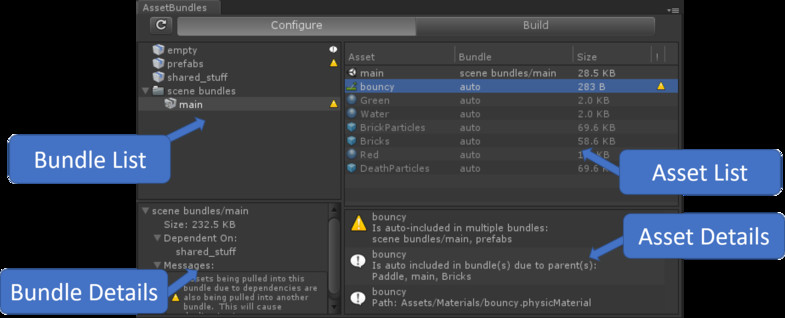 AssetBundles
Configure
Build
empty
prefabs
shared_stuff
scene bundles
main
Bundle List
Asset Bundle Size !
main scene bundles/main 28.5 KB
bouncy auto 283 B
Green auto 2.0 KB
Water auto 2.0 KB
BrickParticles auto 69.6 KB
Bricks auto 58.6 KB
Red auto
DeathParticles auto 69.6
Asset List
scene bundles/main
Size: 232.5 KB
Dependent On:
shared_stuff
Messages:
being pulled into this
bundle due to dependencies are
also being pulled into another
bundle. This will cause
Bundle Details
bouncy
Is auto-included in multiple bundles:
scene bundles/main, prefabs
bouncy
Is auto included in bundle(s) due to parent(s):
Paddle, main, Bricks
bouncy
Path: Assets/Materials/bouncy.physicMaterial
Asset Details